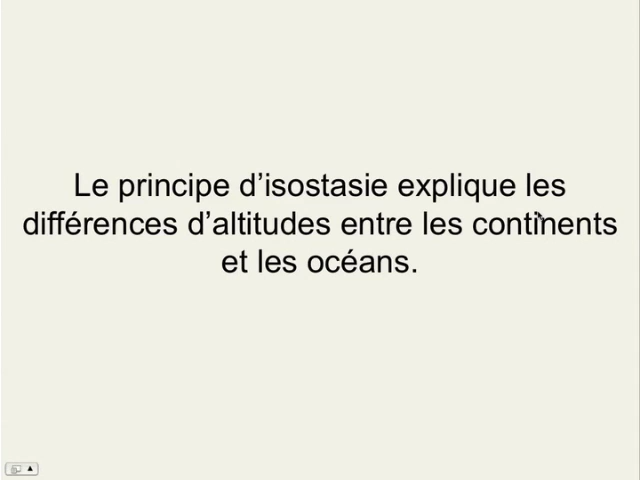 Le principe d’isostasie explique les
différences d’altitudes entre les continents
et les océans.